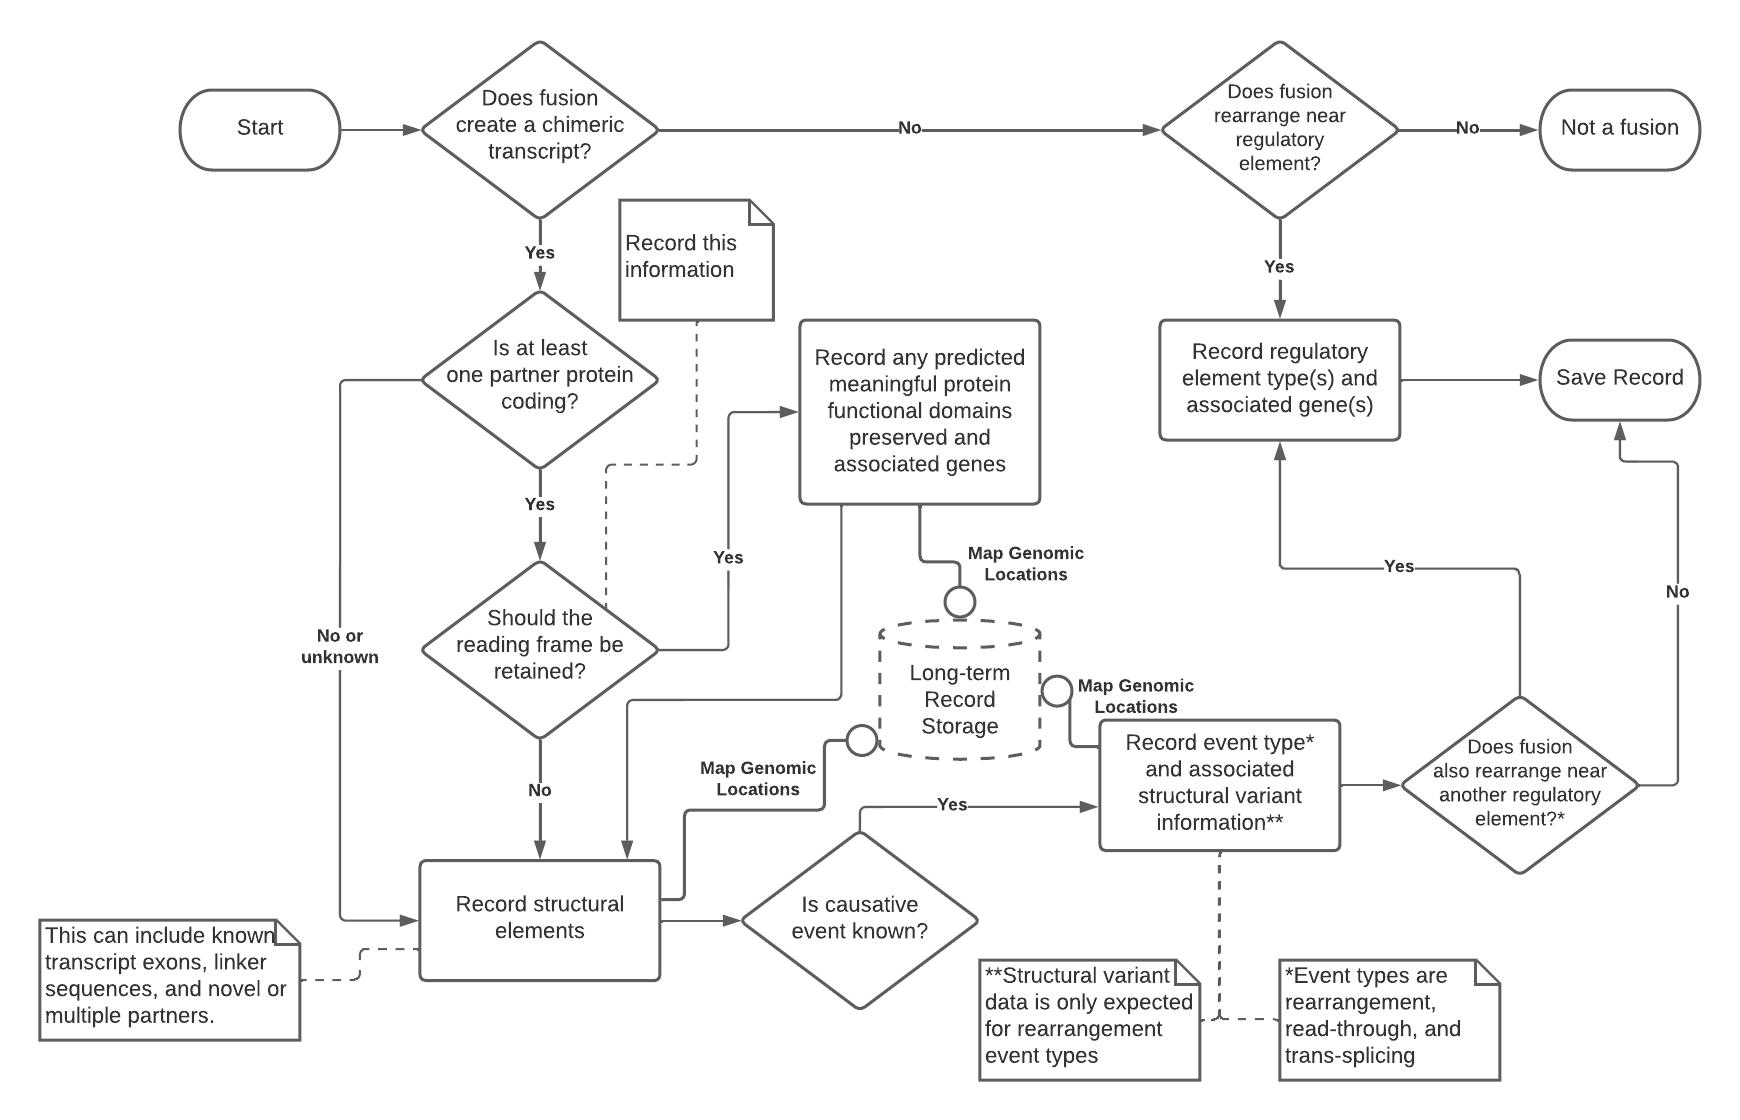 Start
Does fusion
create a chimeric
transcript?
No
Does fusion
rearrange near
regulatory
element?
No
Not a fusion
Yes
Record this
information
Yes
Is at least
one partner protein
coding?
Record any predicted
meaningful protein
functional domains
preserved and
associated genes
Record regulatory
element type(s) and
associated gene(s)
Save Record
Yes
Yes
Map Genomic
Locations
Yes
No
Should the
reading frame be
retained?
No or
unknown
Long-term
Record
Storage
Map Genomic
Locations
Map Genomic
Locations
No
Record event type*
and associated
structural variant
information**
Does fusion
also rearrange near
another regulatory
element?*
Yes
Record structural
elements
Is causative
event known?
This can include known
transcript exons, linker
sequences, and novel or
multiple partners.
**Structural variant
data is only expected
for rearrangement
event types
*Event types are
rearrangement,
read-through, and
trans-splicing